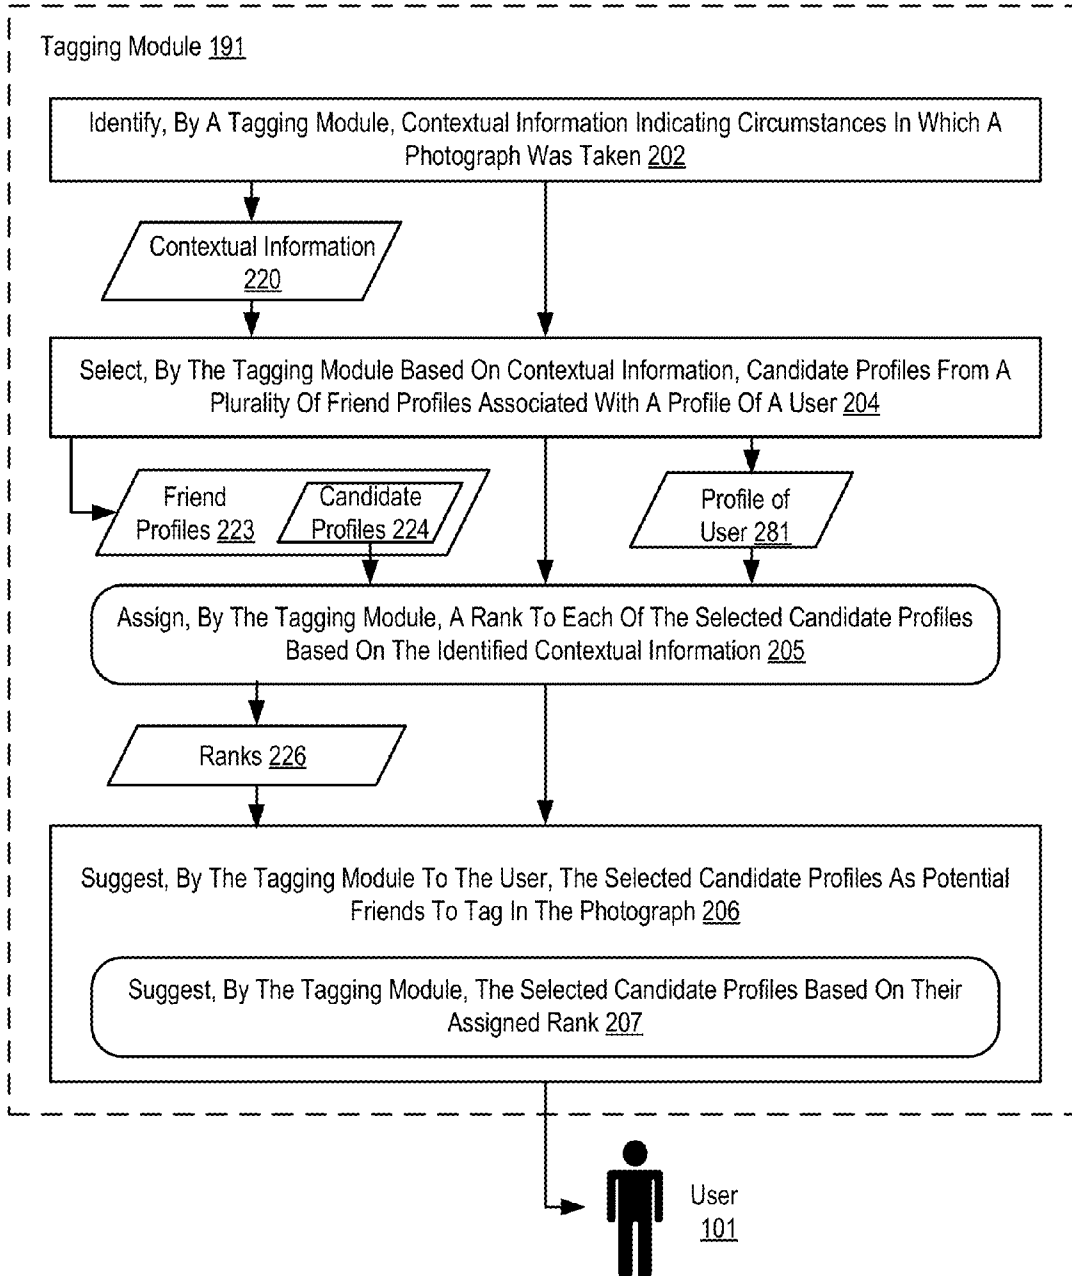 Tagging Module 191
Identify, By A Tagging Module, Contextual Information Indicating Circumstances In Which A
Photograph Was Taken 202
Contextual Information
220
Select, By The Tagging Module Based On Contextual Information, Candidate Profiles From A
Plurality Of Friend Profiles Associated With A Profile Of A User 204
Friend
Profiles 223
Candidate
Profiles 224
Profile of
User 281
Assign, By The Tagging Module, A Rank To Each Of The Selected Candidate Profiles
Based On The Identified Contextual Information 205
Ranks 226
Suggest, By The Tagging Module To The User, The Selected Candidate Profiles As Potential
Friends To Tag In The Photograph 206
Suggest, By The Tagging Module, The Selected Candidate Profiles Based On Their
Assigned Rank 207
User
101